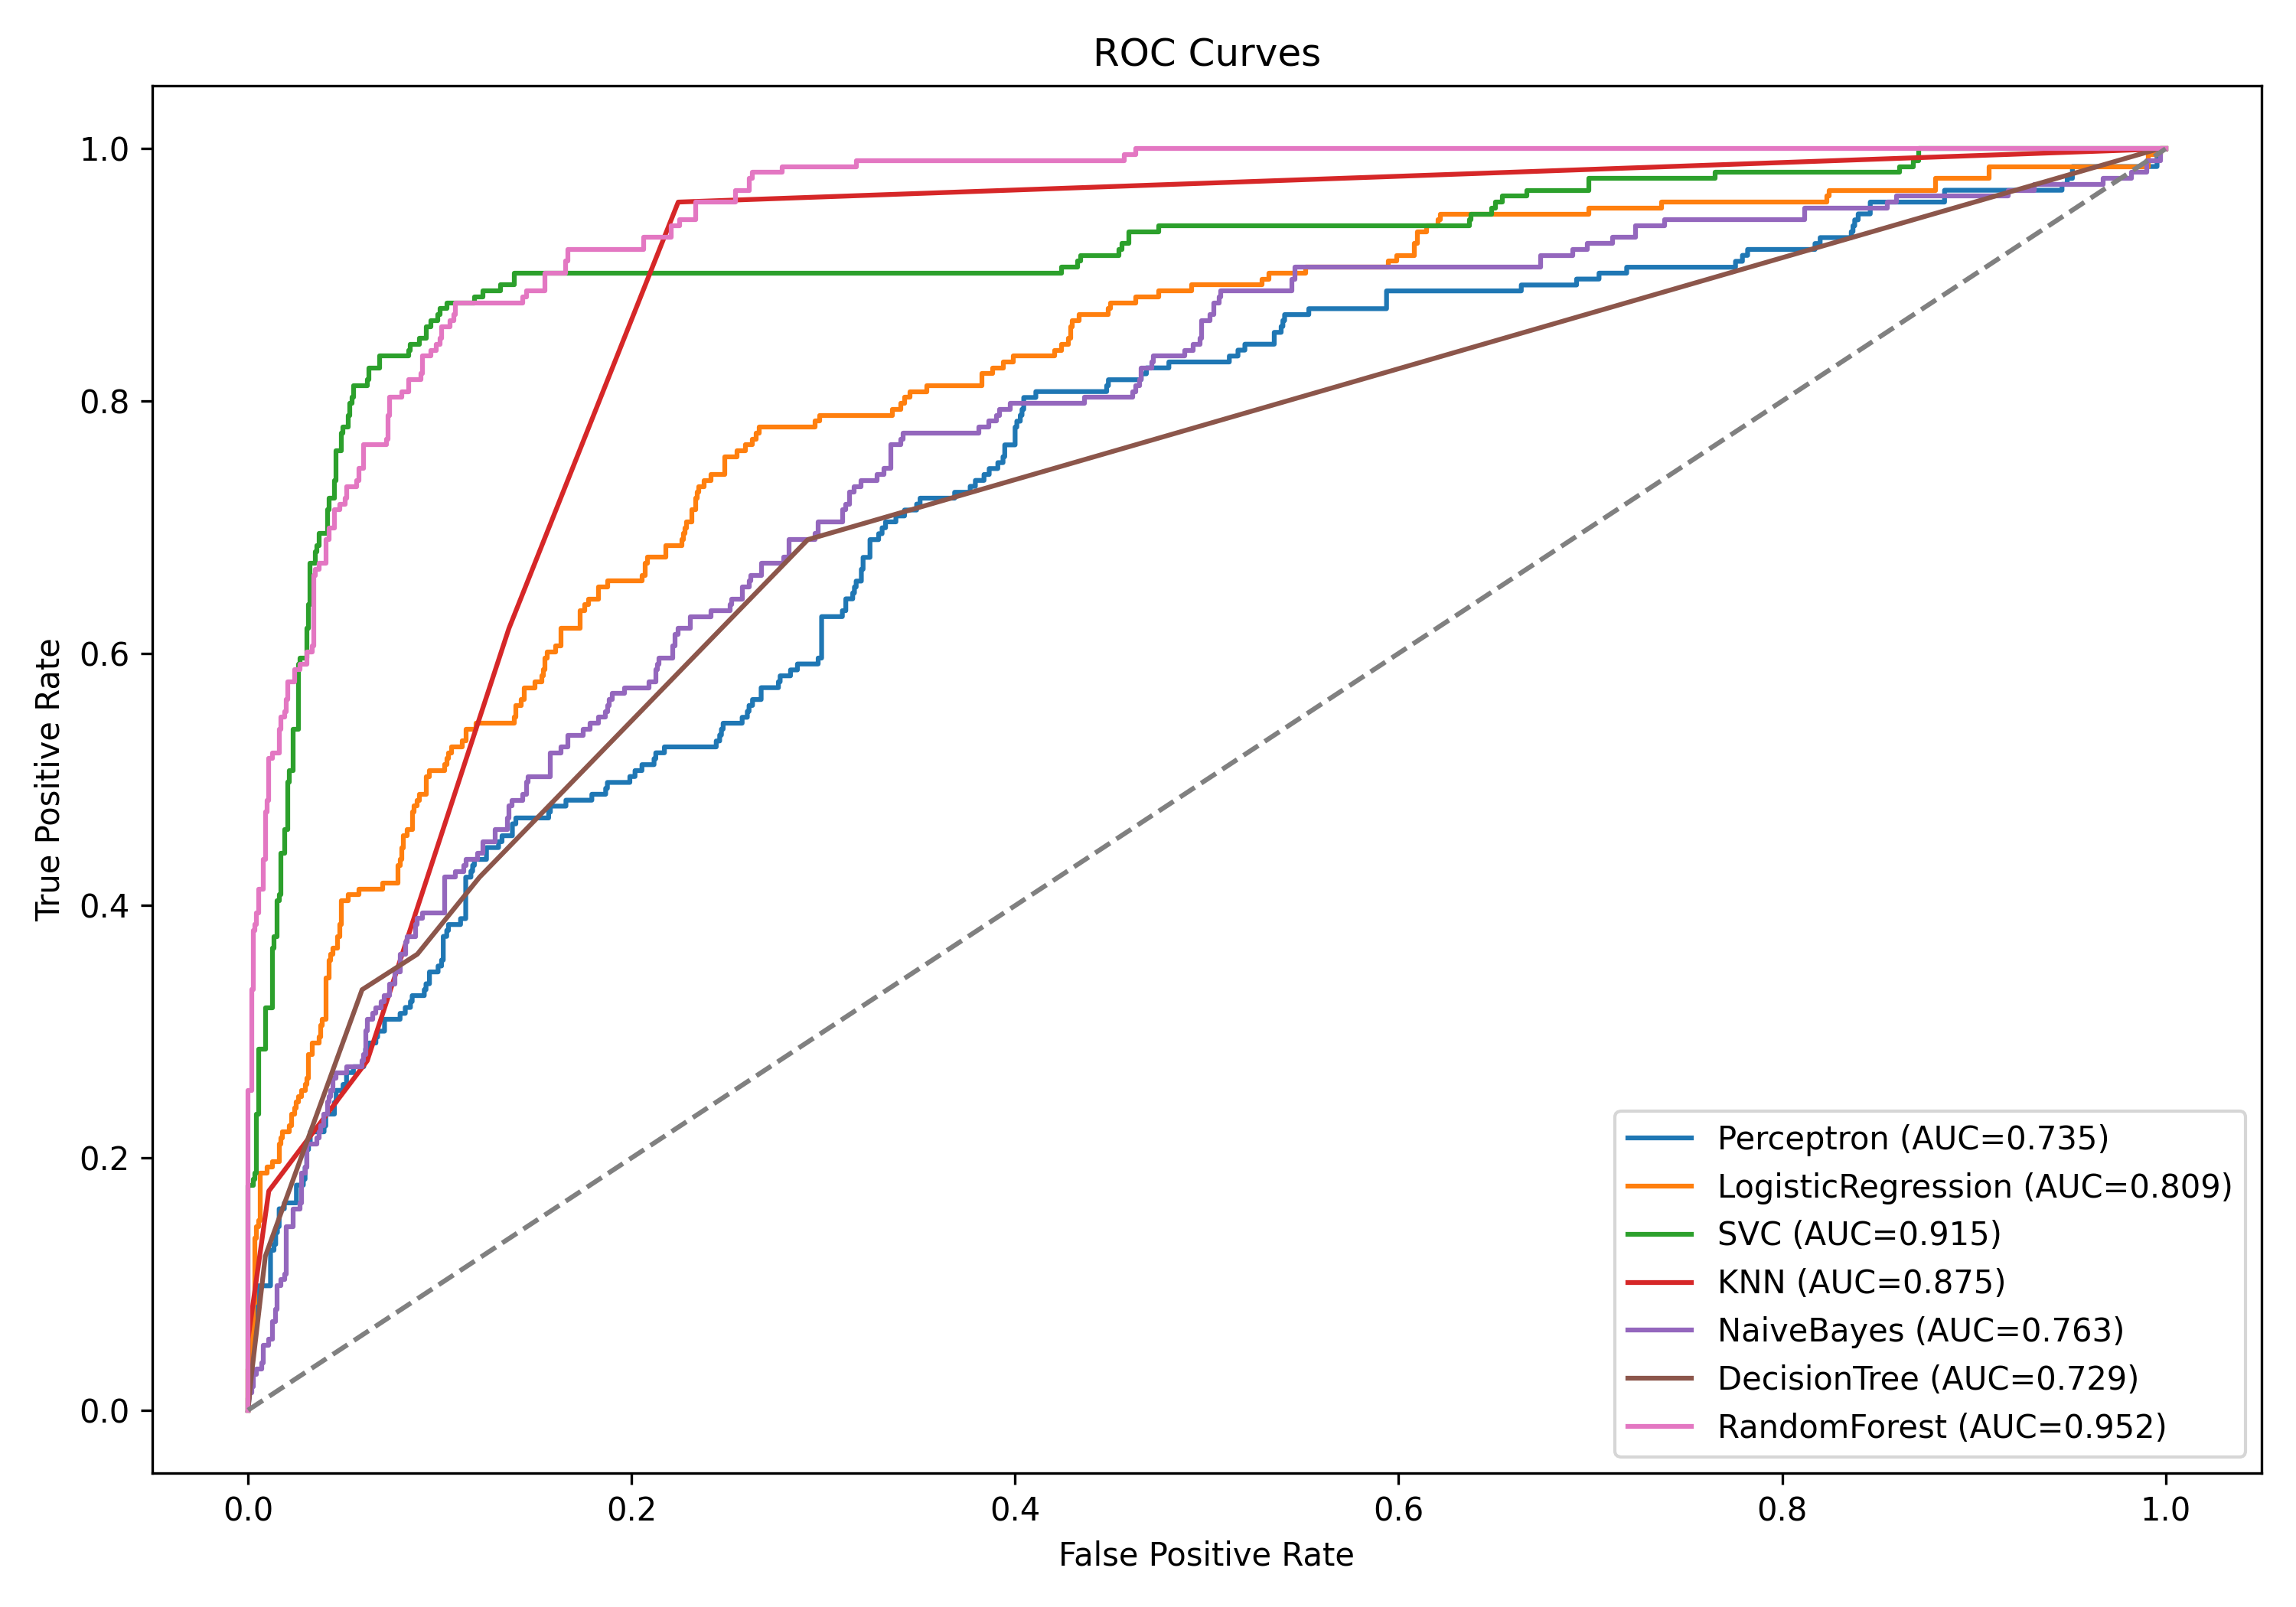 ROC Curves
True Positive Rate
1.0
0.8
0.6
0.4
0.2
0.0
Perceptron (AUC=0.735)
LogisticRegression (AUC=0.809)
SVC (AUC=0.915)
KNN (AUC=0.875)
NaiveBayes (AUC=0.763)
DecisionTree (AUC=0.729)
RandomForest (AUC=0.952)
0.0 0.2 0.4 0.6 0.8 1.0
False Positive Rate